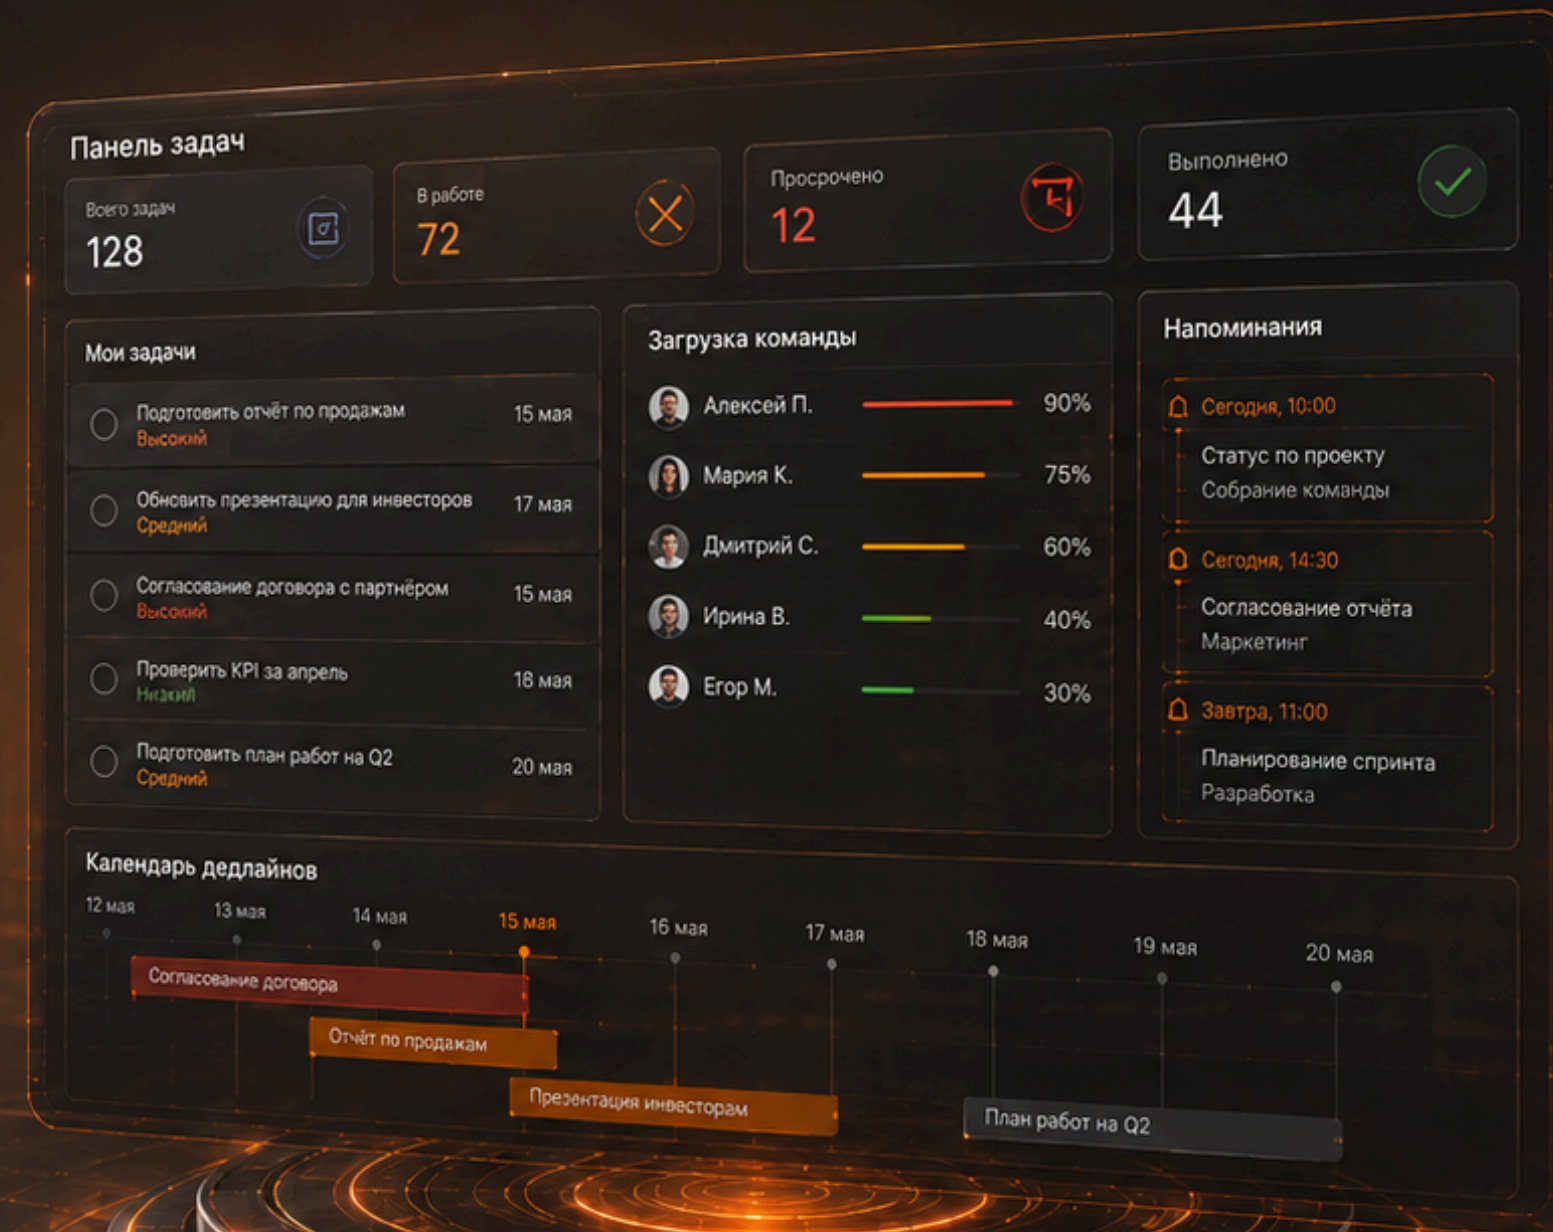 Панель задач
Всего задач
128
В работе
72
Просрочено
12
Выполнено
44
Мои задачи
Подготовить отчёт по продажам
15 мая
Высокий
Обновить презентацию для инвесторов
17 мая
Средний
Согласование договора с партнёром
15 мая
Высокий
Проверить KPI за апрель
18 мая
Низкий
Подготовить план работ на Q2
20 мая
Средний
Загрузка команды
Алексей П.
90%
Мария К.
75%
Дмитрий С.
60%
Ирина В.
40%
Егор М.
30%
Напоминания
Сегодня, 10:00
Статус по проекту
Собрание команды
Сегодня, 14:30
Согласование отчёта
Маркетинг
Завтра, 11:00
Планирование спринта
Разработка
Календарь дедлайнов
12 мая
13 мая
14 мая
15 мая
16 мая
17 мая
18 мая
19 мая
20 мая
Согласование договора
Отчёт по продажам
Презентация инвесторам
План работ на Q2